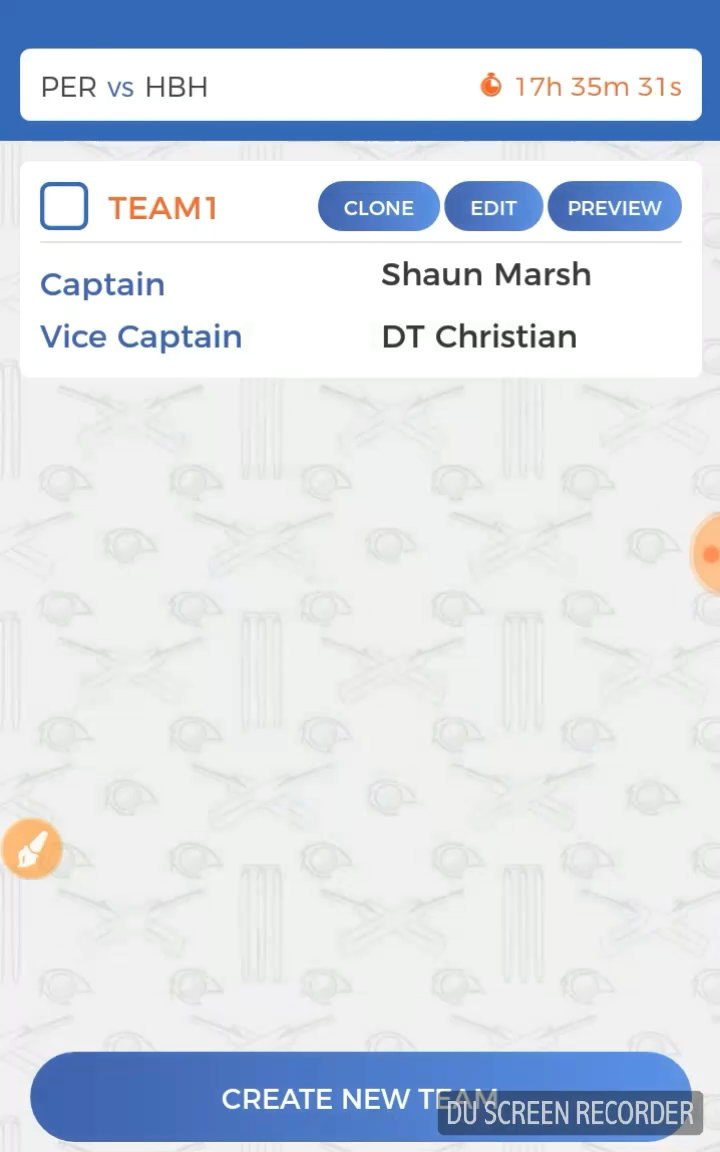 PER vs HBH 17h 35m 31s
TEAM1 CLONE EDIT PREVIEW
Captain Shaun Marsh
Vice Captain DT Christian
CREATE NEW TEAM
DU SCREEN RECORDER